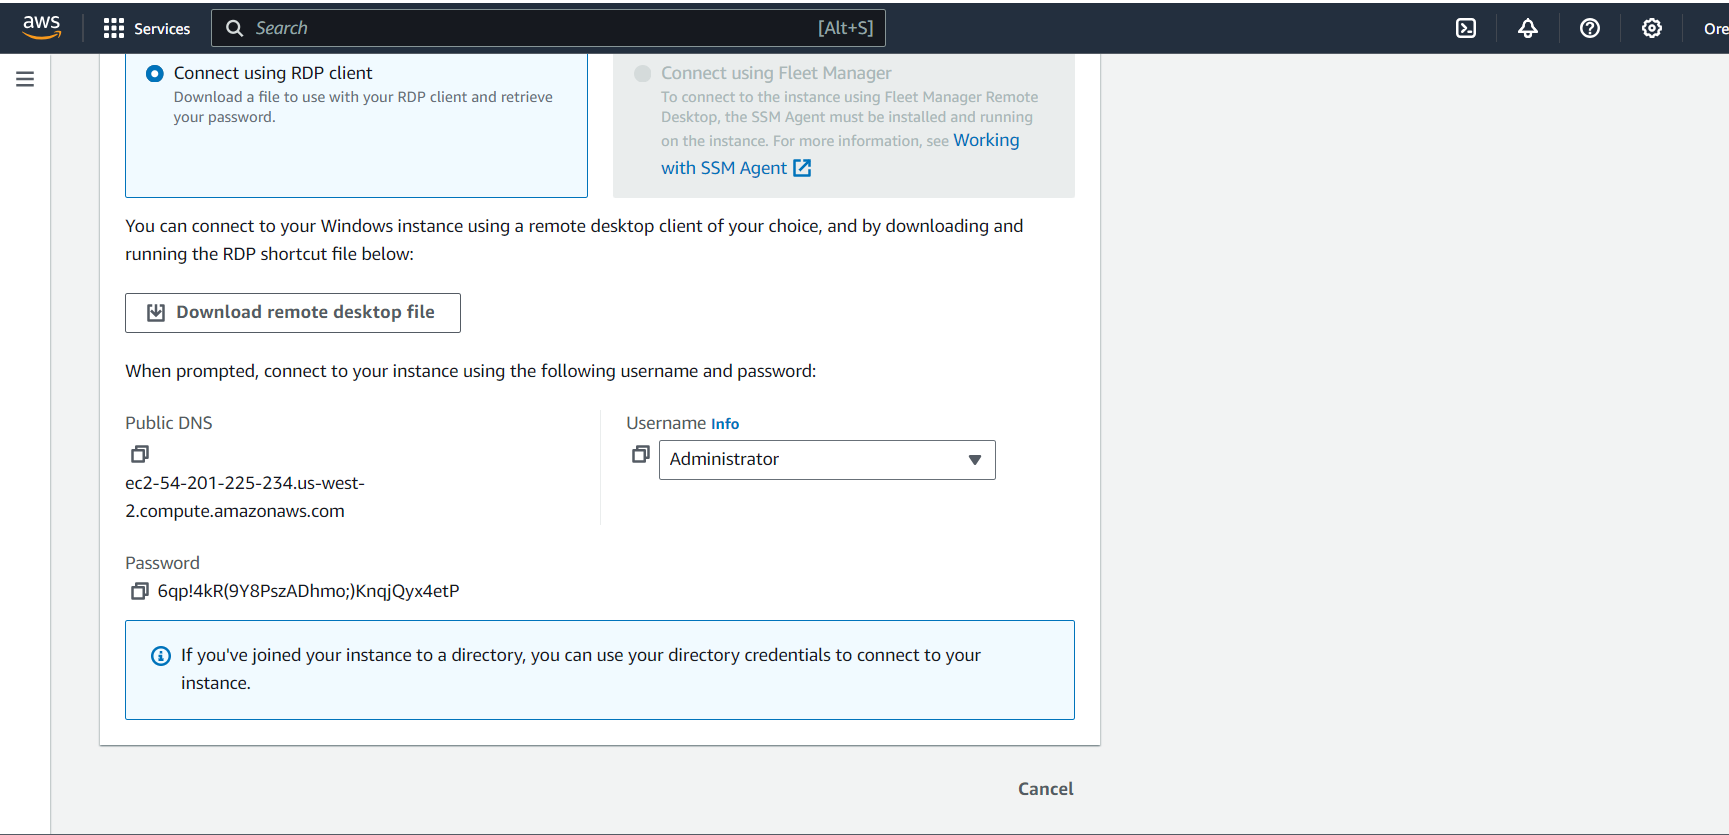 aws
Services
Search
[Alt+S]
Ore
Connect using RDP client
Download a file to use with your RDP client and retrieve
your password.
Connect using Fleet Manager
To connect to the instance using Fleet Manager Remote
Desktop, the SSM Agent must be installed and running
on the instance. For more information, see Working
with SSM Agent
You can connect to your Windows instance using a remote desktop client of your choice, and by downloading and
running the RDP shortcut file below:
Download remote desktop file
When prompted, connect to your instance using the following username and password:
Public DNS
ec2-54-201-225-234.us-west-
2.compute.amazonaws.com
Username Info
Administrator
Password
6qp!4kR(9Y8PszADhmo;)KnqjQyx4etP
If you've joined your instance to a directory, you can use your directory credentials to connect to your
instance.
Cancel